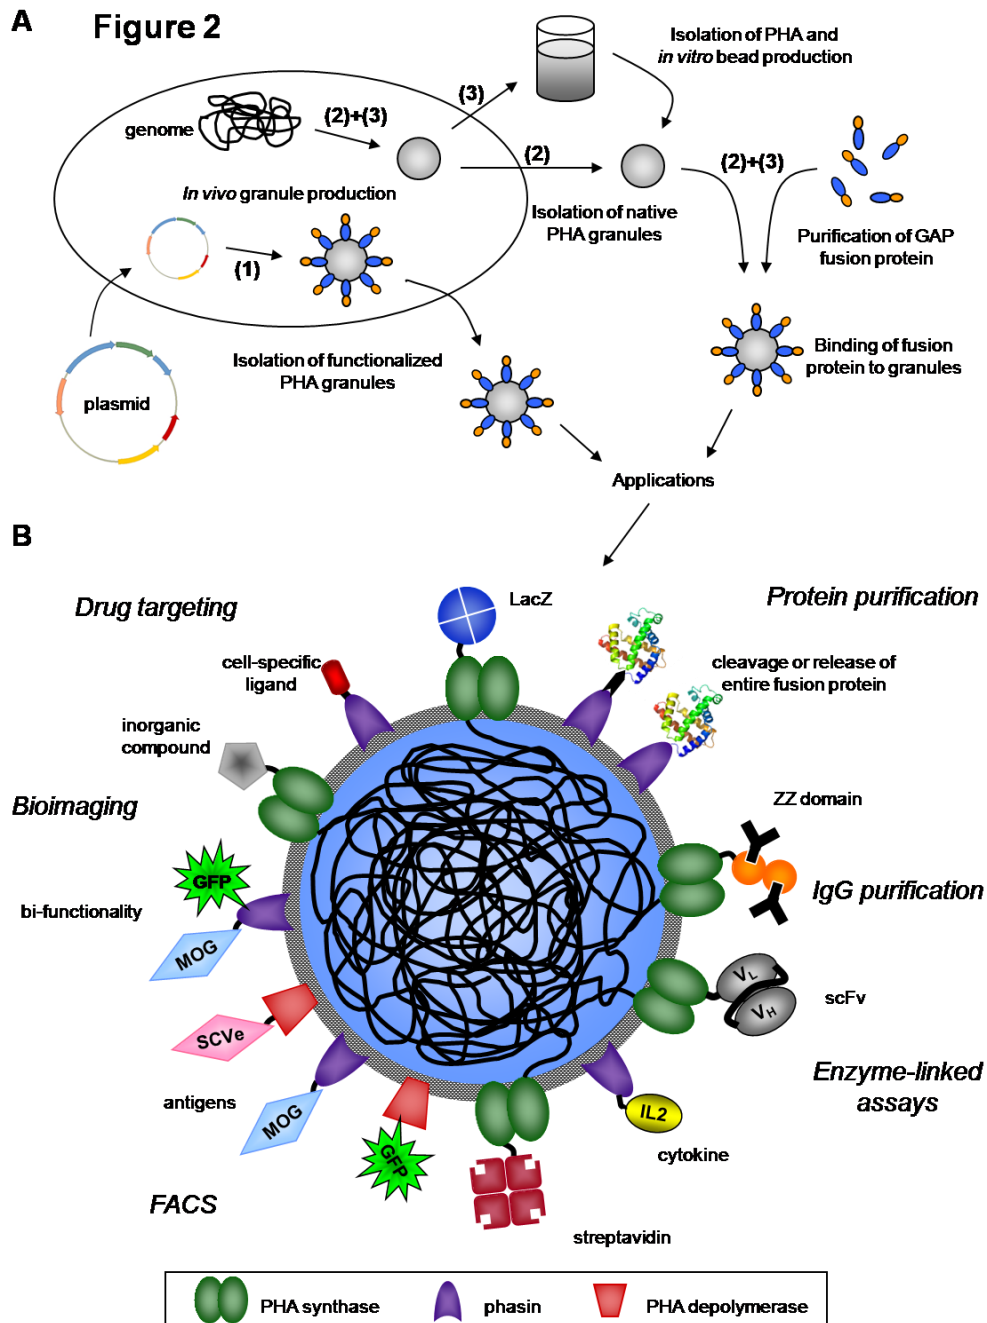 A
Figure 2
Isolation of PHA and
in vitro bead production
(3)
genome
(2)+(3)
(2)
(2)+(3)
In vivo granule production
Isolation of native
PHA granules
Purification of GAP
fusion protein
(1)
Isolation of functionalized
PHA granules
Binding of fusion
protein to granules
plasmid
Applications
B
Drug targeting
LacZ
Protein purification
cell-specific
ligand
cleavage or release of
entire fusion protein
inorganic
compound
Bioimaging
ZZ domain
GFP
IgG purification
bi-functionality
MOG
VL
VH
scFv
SCVe
Enzyme-linked
assays
antigens
MOG
GFP
IL2
cytokine
FACS
streptavidin
PHA synthase
phasin
PHA depolymerase